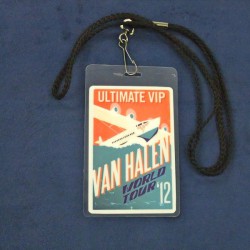 ULTIMATE VIP
VAN HALEN
WORLD
TOUR '12